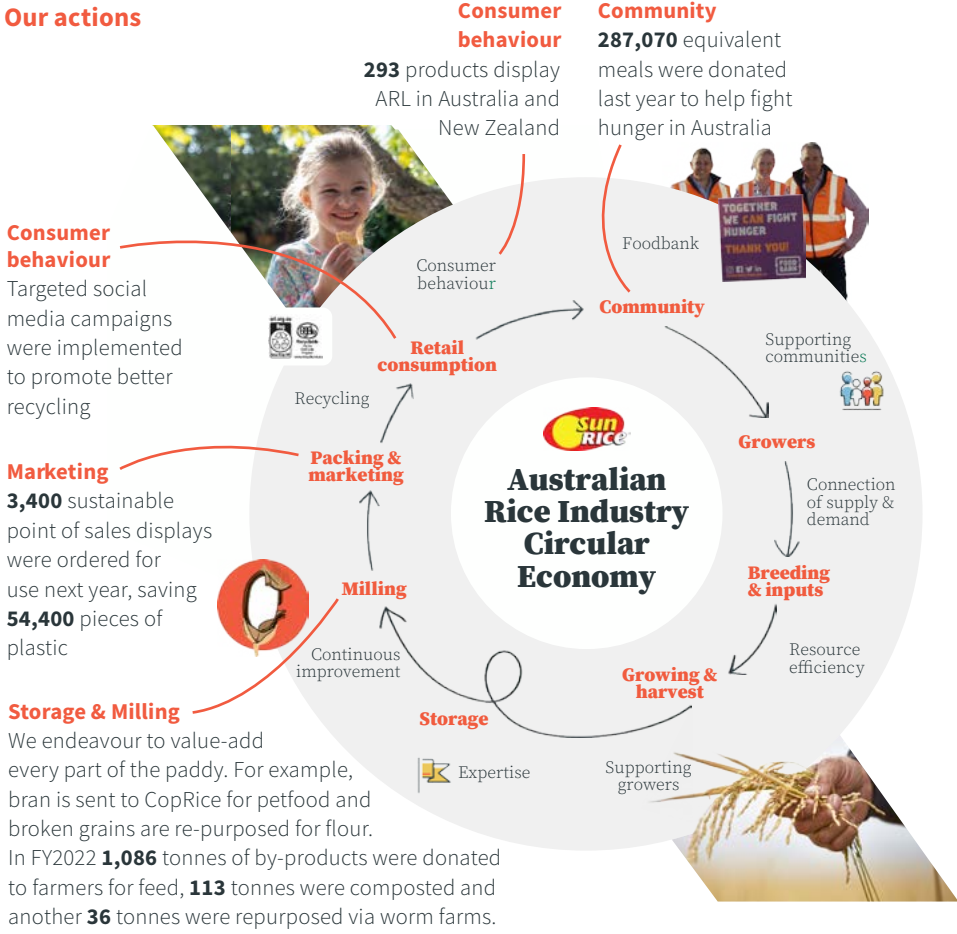 Our actions
Consumer
behaviour
293 products display
ARL in Australia and
New Zealand
Community
287,070 equivalent
meals were donated
last year to help fight
hunger in Australia
Consumer
behaviour
Targeted social
media campaigns
were implemented
to promote better
recycling
Marketing
3,400 sustainable
point of sales displays
were ordered for
use next year, saving
54,400 pieces of
plastic
Storage & Milling
We endeavour to value-add
every part of the paddy. For example,
bran is sent to CopRice for petfood and
broken grains are re-purposed for flour.
In FY2022 1,086 tonnes of by-products were donated
to farmers for feed, 113 tonnes were composted and
another 36 tonnes were repurposed via worm farms.
TOGETHER
WE CAN FIGHT
HUNGER
THANK YOU!
FOOD
BANK
Foodbank
Consumer
behaviour
Community
Supporting
communities
Retail
consumption
Recycling
Growers
Packing &
marketing
Connection
of supply &
demand
Sun
RICE
Australian
Rice Industry
Circular
Economy
Breeding
& inputs
Milling
Resource
efficiency
Continuous
improvement
Growing &
harvest
Storage
Expertise
Supporting
growers